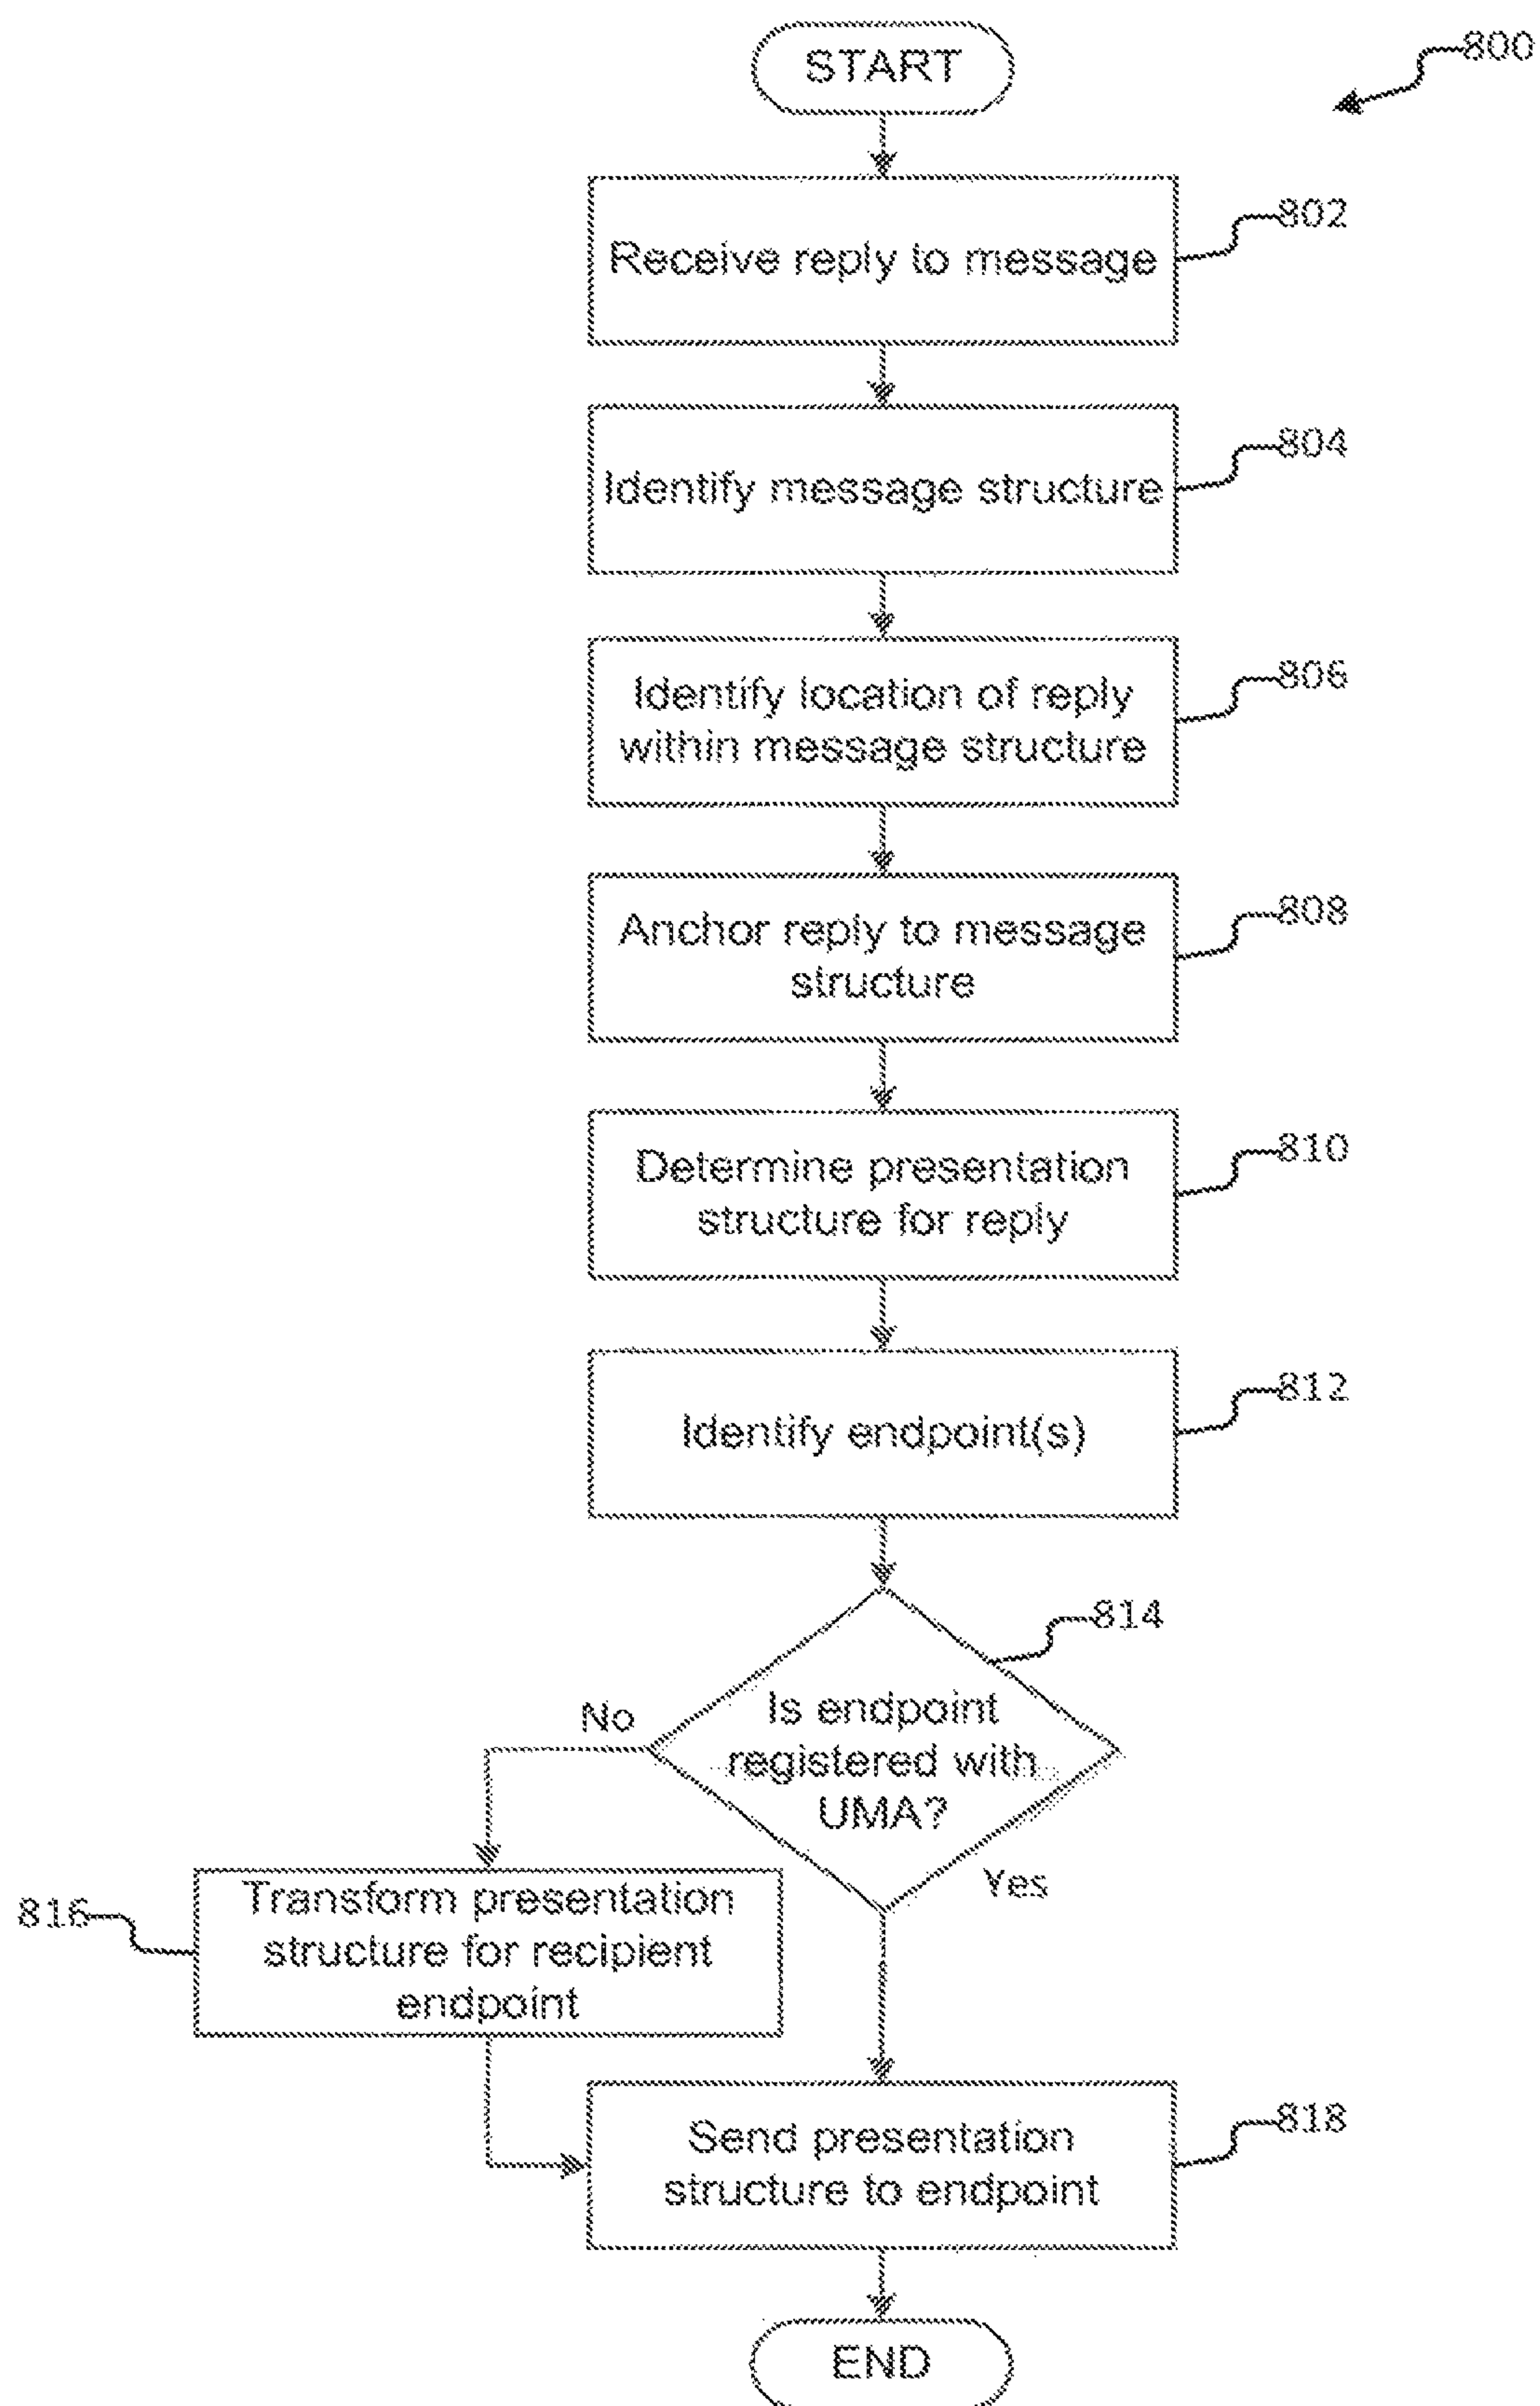 START
800
Receive reply to message
802
Identify message structure
804
Identify location of reply
within message structure
806
Anchor reply to message
structure
808
Determine presentation
structure for reply
810
Identify endpoint(s)
812
814
Is endpoint
registered with
UMA?
No
Yes
816
Transform presentation
structure for recipient
endpoint
Send presentation
structure to endpoint
818
END